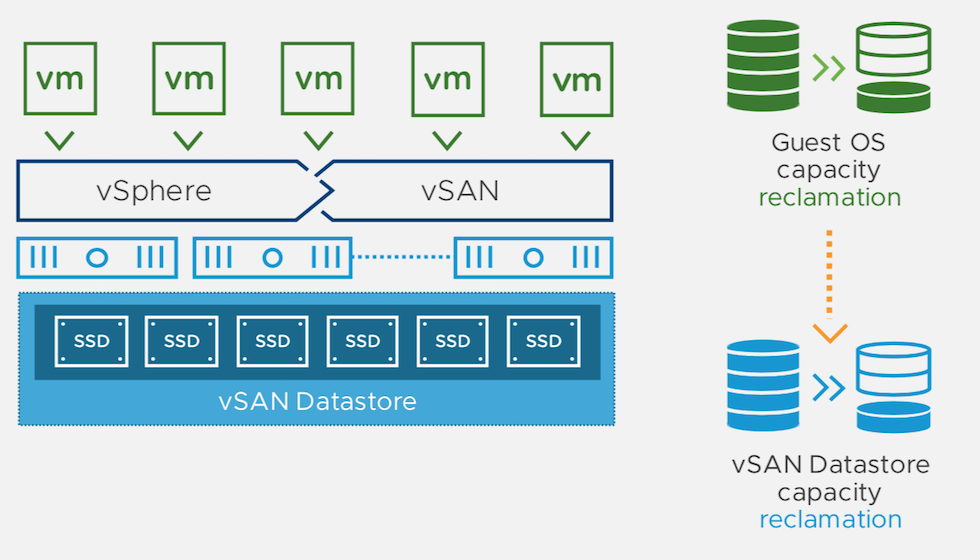 vm vm vm vm vm
vSphere vSAN
SSD SSD SSD SSD SSD SSD
vSAN Datastore
Guest OS
capacity
reclamation
vSAN Datastore
capacity
reclamation